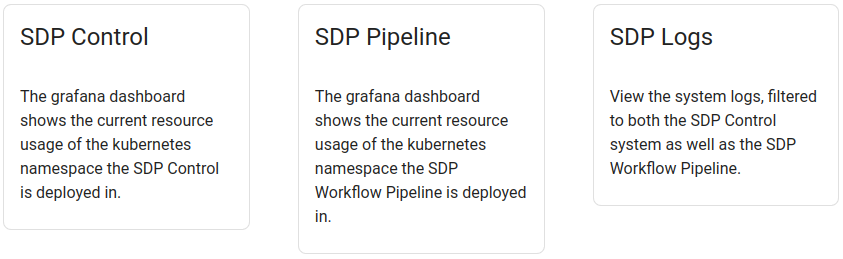 SDP Control
The grafana dashboard
shows the current resource
usage of the kubernetes
namespace the SDP Control
is deployed in.
SDP Pipeline
The grafana dashboard
shows the current resource
usage of the kubernetes
namespace the SDP
Workflow Pipeline is deployed
in.
SDP Logs
View the system logs, filtered
to both the SDP Control
system as well as the SDP
Workflow Pipeline.